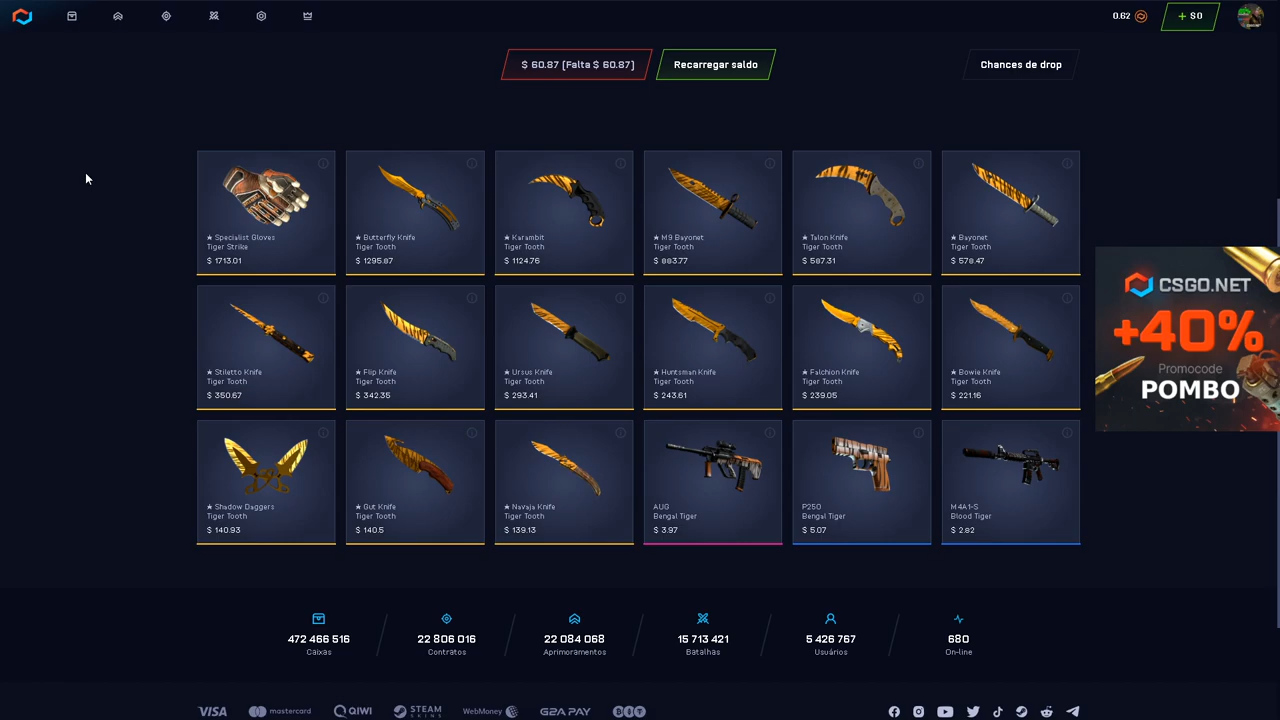 0.62
+ $0
$ 60.87 (Falta $ 60.87)
Recarregar saldo
Chances de drop
★ Specialist Gloves
Tiger Strike
$ 1713.01
★ Butterfly Knife
Tiger Tooth
$ 1295.87
★ Karambit
Tiger Tooth
$ 1124.76
★ M9 Bayonet
Tiger Tooth
$ 883.77
★ Talon Knife
Tiger Tooth
$ 587.31
★ Bayonet
Tiger Tooth
$ 578.47
★ Stiletto Knife
Tiger Tooth
$ 350.67
★ Flip Knife
Tiger Tooth
$ 342.35
★ Ursus Knife
Tiger Tooth
$ 293.41
★ Huntsman Knife
Tiger Tooth
$ 243.61
★ Falchion Knife
Tiger Tooth
$ 239.05
★ Bowie Knife
Tiger Tooth
$ 221.16
CSGO.NET
+40%
Promocode
POMBO
★ Shadow Daggers
Tiger Tooth
$ 140.93
★ Gut Knife
Tiger Tooth
$ 140.5
★ Navaja Knife
Tiger Tooth
$ 139.13
AUG
Bengal Tiger
$ 3.97
P250
Bengal Tiger
$ 5.07
M4A1-S
Blood Tiger
$ 2.82
472 466 516
Caixas
22 806 016
Contratos
22 084 068
Aprimoramentos
15 713 421
Batalhas
5 426 767
Usuários
680
On-line
VISA
mastercard
QIWI
STEAM
SKINS
WebMoney
G2A PAY